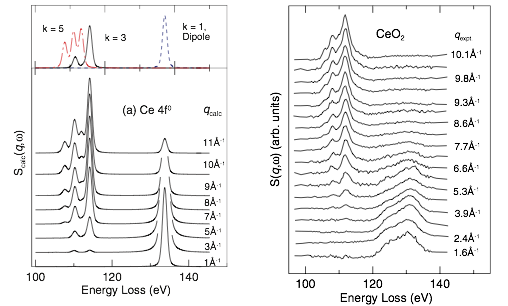 k = 5
k = 3
k = 1,
Dipole
(a) Ce 4f⁰
qcalc
11Å⁻¹
10Å⁻¹
9Å⁻¹
8Å⁻¹
7Å⁻¹
5Å⁻¹
3Å⁻¹
1Å⁻¹
Scalc(q,ω)
100
120
140
Energy Loss (eV)
CeO₂
qexpt
10.1Å⁻¹
9.8Å⁻¹
9.3Å⁻¹
8.6Å⁻¹
7.7Å⁻¹
6.6Å⁻¹
5.3Å⁻¹
3.9Å⁻¹
2.4Å⁻¹
1.6Å⁻¹
S(q,ω) (arb. units)
100
120
140
Energy Loss (eV)